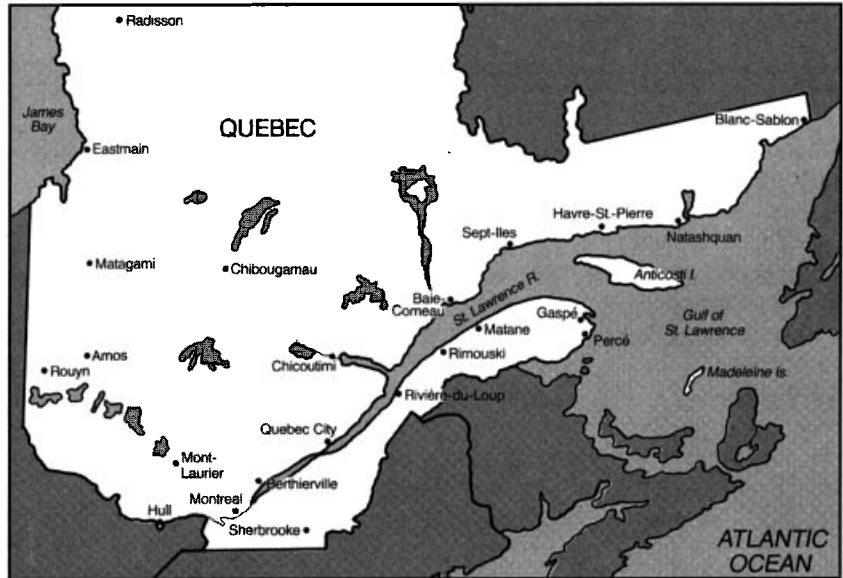 Radisson
James
Bay
QUEBEC
Blanc-Sablon
Eastmain
Havre-St.-Pierre
Sept-Iles
Natashquan
Matagami
Chibougamau
Anticosti I.
Baie-
Comeau
St. Lawrence R.
Gaspé
Gulf of
St. Lawrence
Matane
Percé
Amos
Rimouski
Chicoutimi
Rouyn
Madeleine Is.
Rivière-du-Loup
Quebec City
Mont-
Laurier
Berthierville
Montreal
Hull
Sherbrooke
ATLANTIC
OCEAN